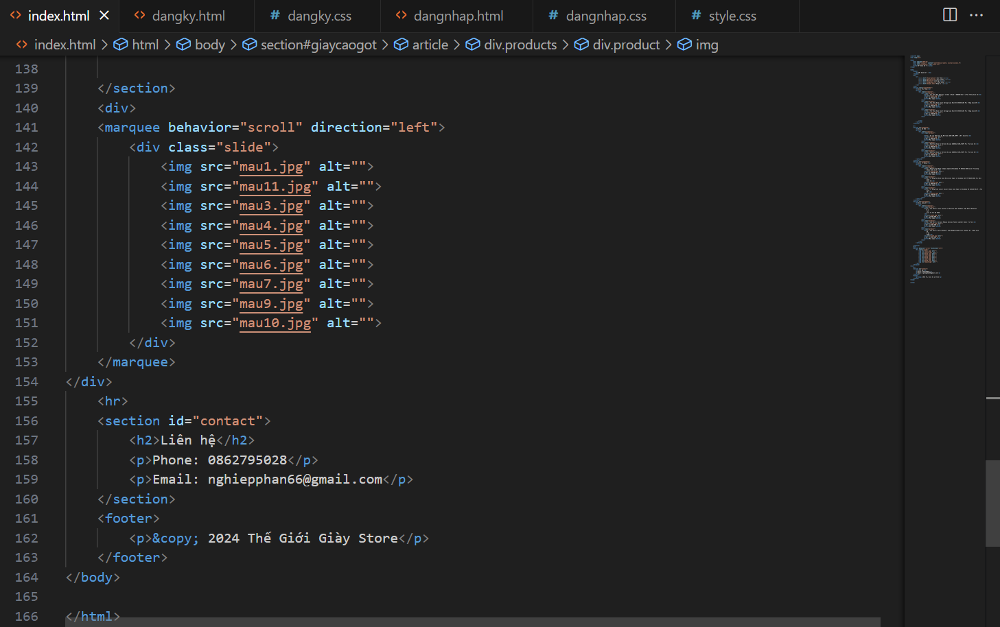 index.html
dangky.html
# dangky.css
dangnhap.html
# dangnhap.css
# style.css
index.html > html > body > section#giaycaogot > article > div.products > div.product > img
138
139 </section>
140 <div>
141 <marquee behavior="scroll" direction="left">
142 <div class="slide">
143 <img src="mau1.jpg" alt="">
144 <img src="mau11.jpg" alt="">
145 <img src="mau3.jpg" alt="">
146 <img src="mau4.jpg" alt="">
147 <img src="mau5.jpg" alt="">
148 <img src="mau6.jpg" alt="">
149 <img src="mau7.jpg" alt="">
150 <img src="mau9.jpg" alt="">
151 <img src="mau10.jpg" alt="">
152 </div>
153 </marquee>
154 </div>
155 <hr>
156 <section id="contact">
157 <h2>Liên hệ</h2>
158 <p>Phone: 0862795028</p>
159 <p>Email: nghiepphan66@gmail.com</p>
160 </section>
161 <footer>
162 <p>&copy; 2024 Thế Giới Giày Store</p>
163 </footer>
164 </body>
165
166 </html>